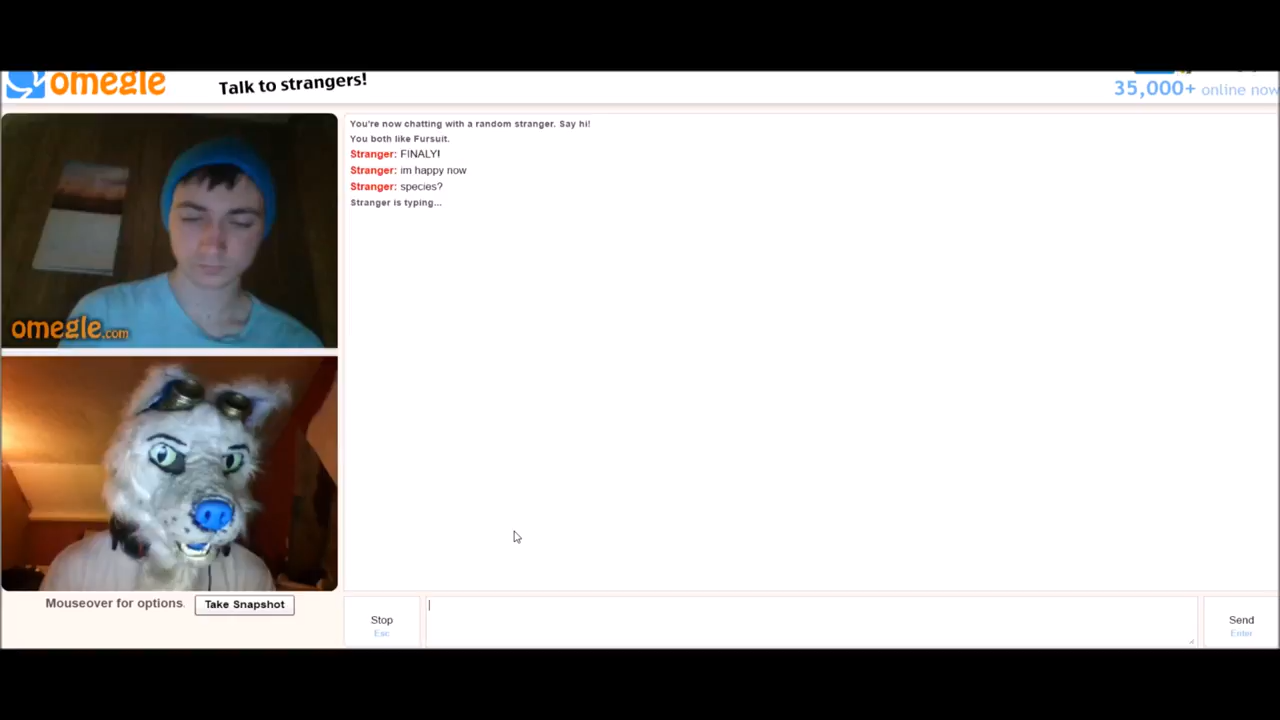 omegle
Talk to strangers!
35,000+ online now
You're now chatting with a random stranger. Say hi!
You both like Fursuit.
Stranger: FINALY!
Stranger: im happy now
Stranger: species?
Stranger is typing...
omegle.com
Mouseover for options.
Take Snapshot
Stop
Esc
Send
Enter